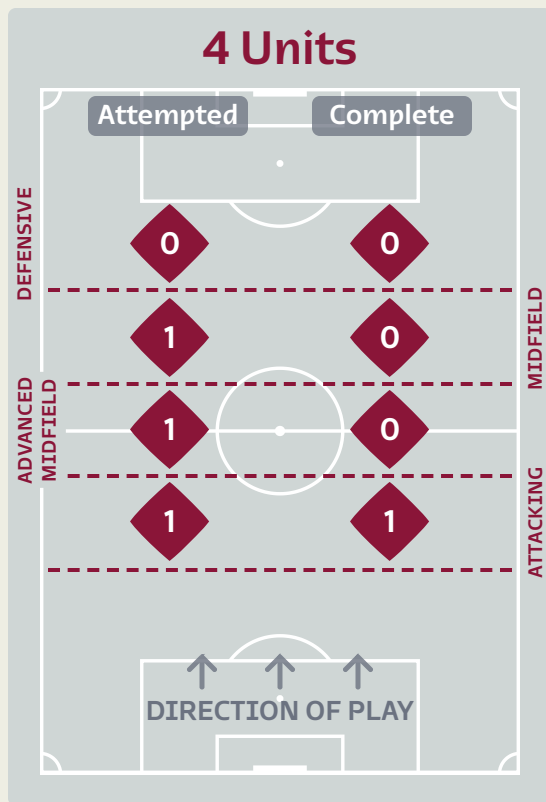 4 Units
Attempted Complete
DEFENSIVE
0 0
MIDFIELD
1 0
ADVANCED
MIDFIELD
1 0
ATTACKING
1 1
DIRECTION OF PLAY